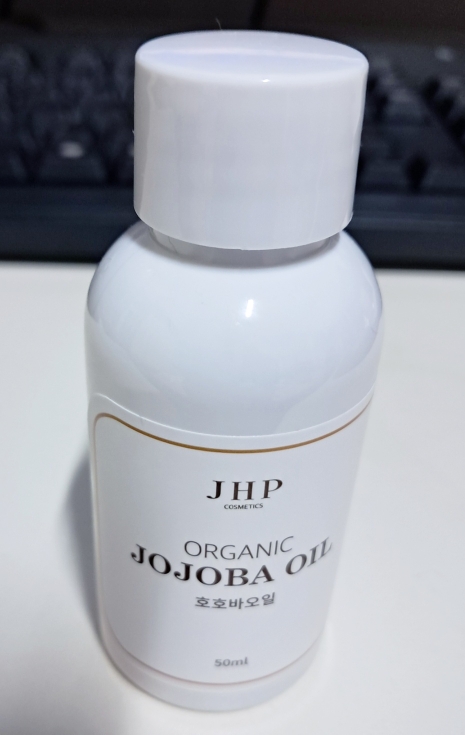 JHP
COSMETICS
ORGANIC
JOJOBA OIL
호호바오일
50ml